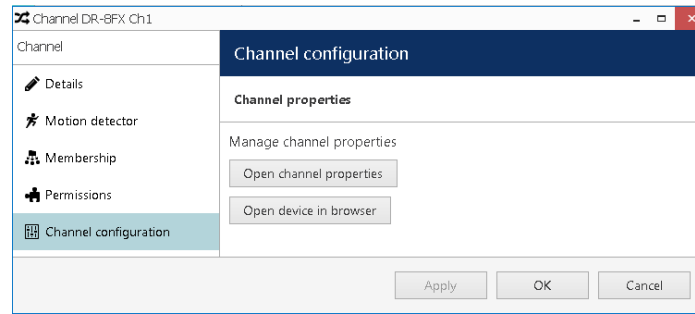 Channel DR-8FX Ch1
Channel
Channel configuration
Details
Channel properties
Motion detector
Manage channel properties
Membership
Open channel properties
Permissions
Open device in browser
Channel configuration
Apply OK Cancel